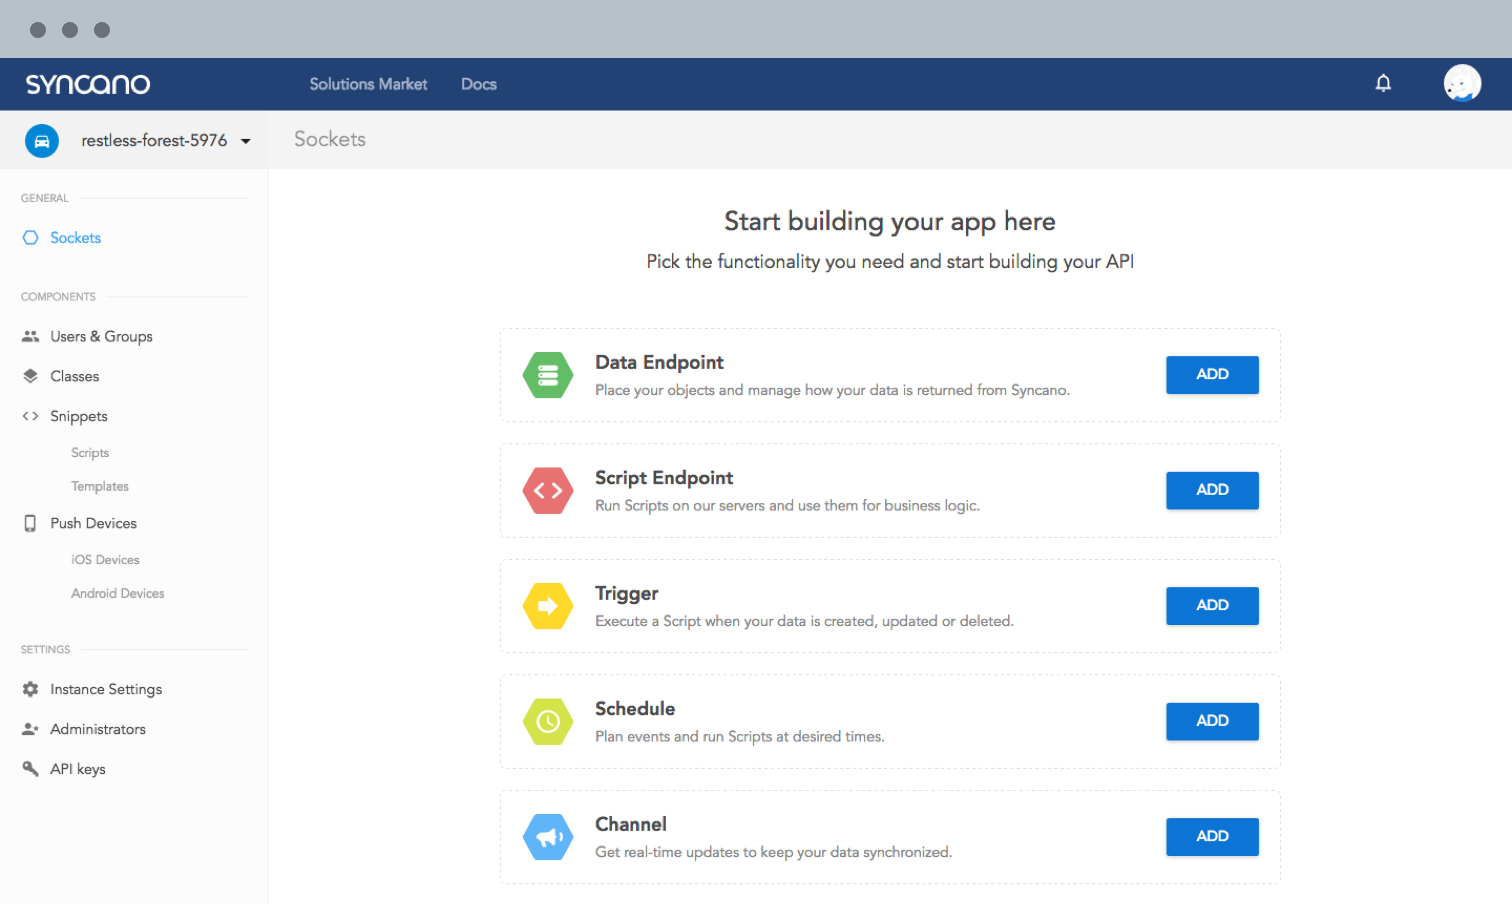 syncano
Solutions Market
Docs
restless-forest-5976
Sockets
GENERAL
Sockets
COMPONENTS
Users & Groups
Classes
Snippets
Scripts
Templates
Push Devices
iOS Devices
Android Devices
SETTINGS
Instance Settings
Administrators
API keys
Start building your app here
Pick the functionality you need and start building your API
Data Endpoint
Place your objects and manage how your data is returned from Syncano.
ADD
Script Endpoint
Run Scripts on our servers and use them for business logic.
ADD
Trigger
Execute a Script when your data is created, updated or deleted.
ADD
Schedule
Plan events and run Scripts at desired times.
ADD
Channel
Get real-time updates to keep your data synchronized.
ADD